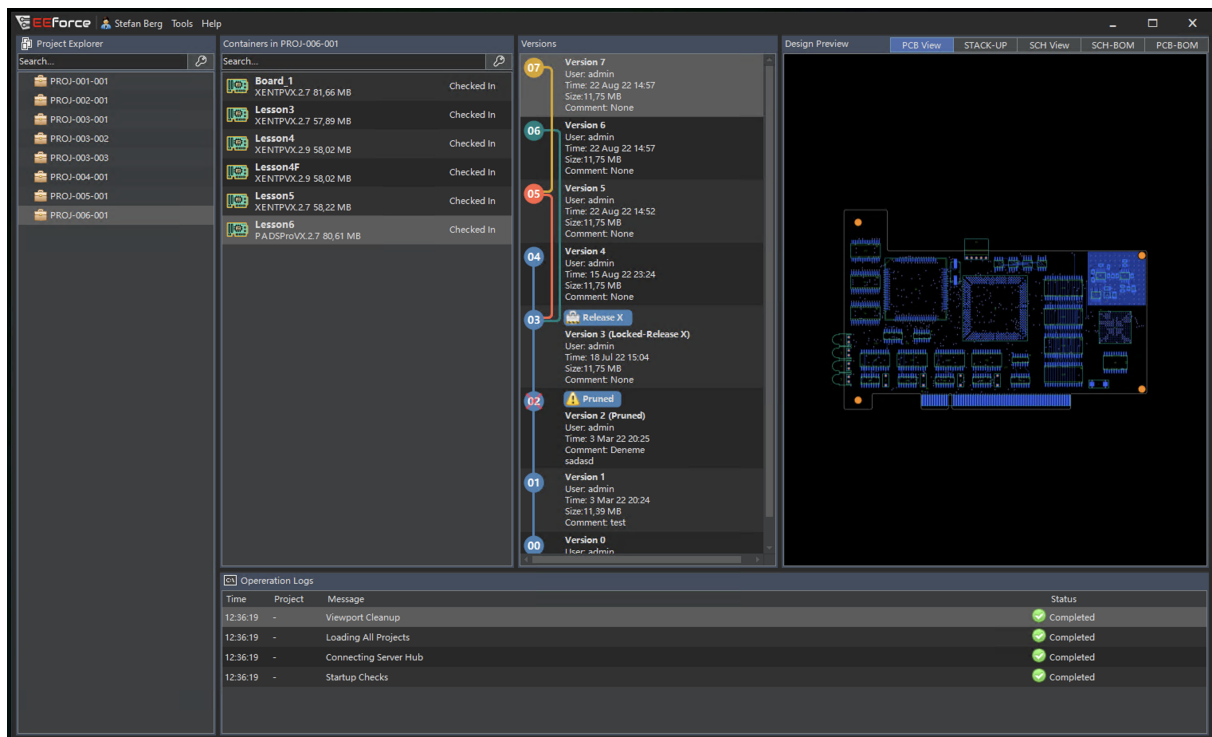 EEForce Stefan Berg Tools Help
Project Explorer
Search...
PROJ-001-001
PROJ-002-001
PROJ-003-001
PROJ-003-002
PROJ-003-003
PROJ-004-001
PROJ-005-001
PROJ-006-001
Containers in PROJ-006-001
Search...
Board_1
XENTPVX.2.7 81,66 MB Checked In
Lesson3
XENTPVX.2.7 57,89 MB Checked In
Lesson4
XENTPVX.2.9 58,02 MB Checked In
Lesson4F
XENTPVX.2.9 58,02 MB Checked In
Lesson5
XENTPVX.2.7 58,22 MB Checked In
Lesson6
PADSProVX.2.7 80,61 MB Checked In
Versions
07 Version 7
User: admin
Time: 22 Aug 22 14:57
Size:11,75 MB
Comment: None
06 Version 6
User: admin
Time: 22 Aug 22 14:57
Size:11,75 MB
Comment: None
05 Version 5
User: admin
Time: 22 Aug 22 14:52
Size:11,75 MB
Comment: None
04 Version 4
User: admin
Time: 15 Aug 22 23:24
Size:11,75 MB
Comment: None
03 Release X
Version 3 (Locked-Release X)
User: admin
Time: 18 Jul 22 15:04
Size:11,75 MB
Comment: None
02 Pruned
Version 2 (Pruned)
User: admin
Time: 3 Mar 22 20:25
Comment: Deneme
sadasd
01 Version 1
User: admin
Time: 3 Mar 22 20:24
Size:11,39 MB
Comment: test
00 Version 0
User: admin
Design Preview PCB View STACK-UP SCH View SCH-BOM PCB-BOM
Opereration Logs
Time Project Message Status
12:36:19 - Viewport Cleanup Completed
12:36:19 - Loading All Projects Completed
12:36:19 - Connecting Server Hub Completed
12:36:19 - Startup Checks Completed